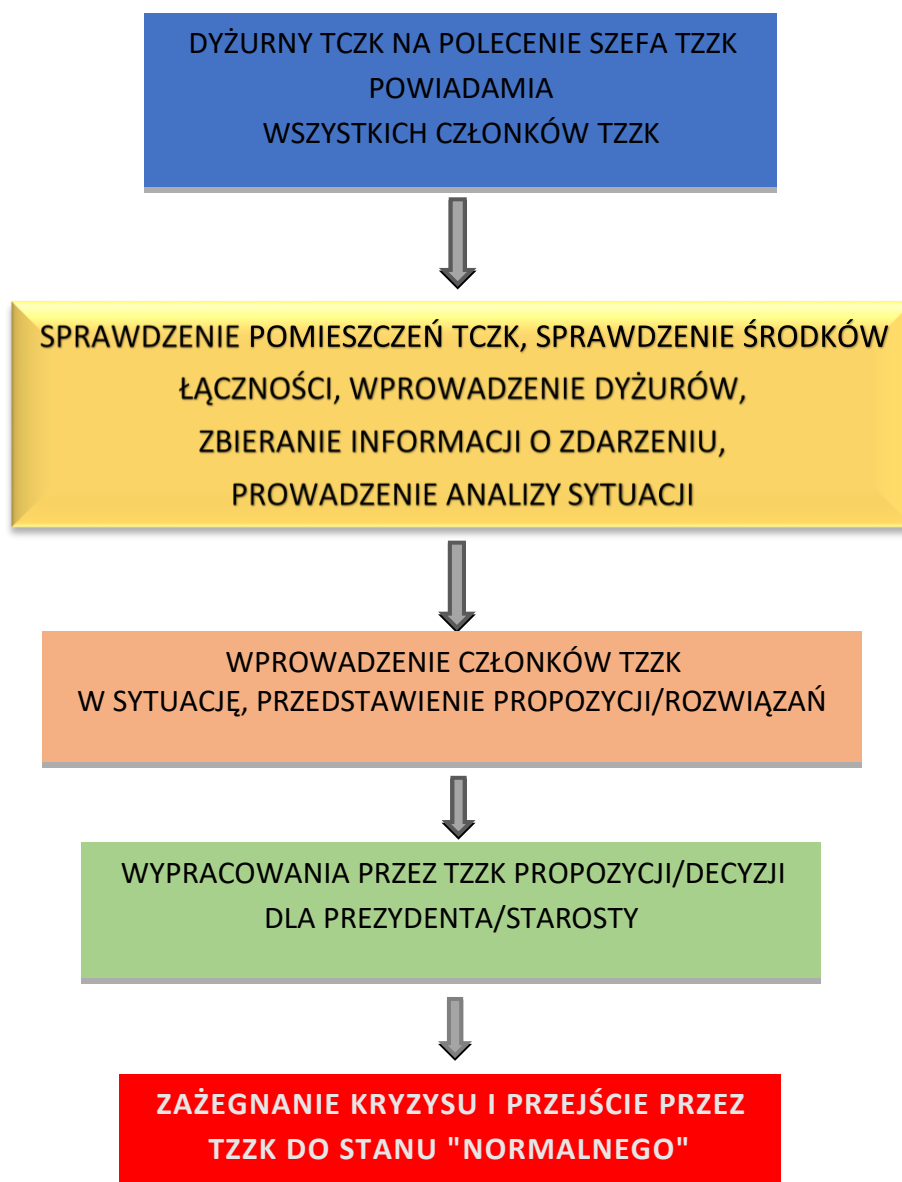 DYŻURNY TCZK NA POLECENIE SZEFA TZZK
POWIADAMIA
WSZYSTKICH CZŁONKÓW TZZK
SPRAWDZENIE POMIESZCZEŃ TCZK, SPRAWDZENIE ŚRODKÓW
ŁĄCZNOŚCI, WPROWADZENIE DYŻURÓW,
ZBIERANIE INFORMACJI O ZDARZENIU,
PROWADZENIE ANALIZY SYTUACJI
WPROWADZENIE CZŁONKÓW TZZK
W SYTUACJĘ, PRZEDSTAWIENIE PROPOZYCJI/ROZWIĄZAŃ
WYPRACOWANIA PRZEZ TZZK PROPOZYCJI/DECYZJI
DLA PREZYDENTA/STAROSTY
ZAŻEGNANIE KRYZYSU I PRZEJŚCIE PRZEZ
TZZK DO STANU "NORMALNEGO"